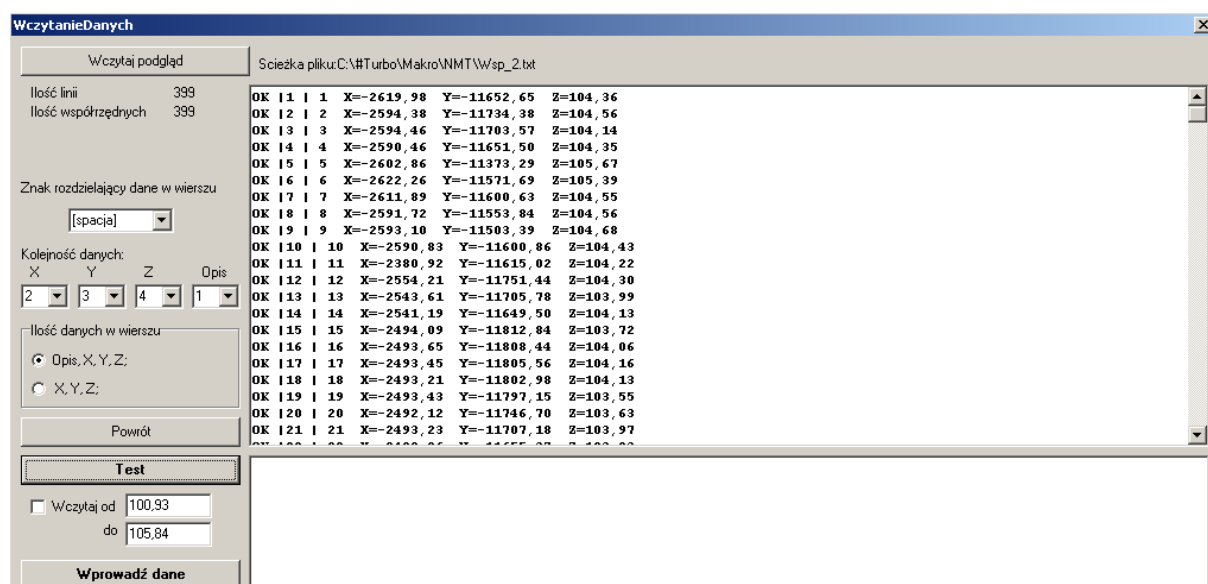 WczytanieDanych
Wczytaj podgląd
Scieżka pliku:C:\#Turbo\Makro\NMT\Wsp_2.txt
Ilość linii 399
Ilość współrzędnych 399
Znak rozdzielający dane w wierszu
[spacja]
Kolejność danych:
X Y Z Opis
2 3 4 1
Ilość danych w wierszu
Opis,X,Y,Z;
X,Y,Z;
Powrót
Test
Wczytaj od 100,93
do 105,84
Wprowadź dane
OK |1 | 1 X=-2619,98 Y=-11652,65 Z=104,36
OK |2 | 2 X=-2594,38 Y=-11734,38 Z=104,56
OK |3 | 3 X=-2594,46 Y=-11703,57 Z=104,14
OK |4 | 4 X=-2590,46 Y=-11651,50 Z=104,35
OK |5 | 5 X=-2602,86 Y=-11373,29 Z=105,67
OK |6 | 6 X=-2622,26 Y=-11571,69 Z=105,39
OK |7 | 7 X=-2611,89 Y=-11600,63 Z=104,55
OK |8 | 8 X=-2591,72 Y=-11553,84 Z=104,56
OK |9 | 9 X=-2593,10 Y=-11503,39 Z=104,68
OK |10 | 10 X=-2590,83 Y=-11600,86 Z=104,43
OK |11 | 11 X=-2380,92 Y=-11615,02 Z=104,22
OK |12 | 12 X=-2554,21 Y=-11751,44 Z=104,30
OK |13 | 13 X=-2543,61 Y=-11705,78 Z=103,99
OK |14 | 14 X=-2541,19 Y=-11649,50 Z=104,13
OK |15 | 15 X=-2494,09 Y=-11812,84 Z=103,72
OK |16 | 16 X=-2493,65 Y=-11808,44 Z=104,06
OK |17 | 17 X=-2493,45 Y=-11805,56 Z=104,16
OK |18 | 18 X=-2493,21 Y=-11802,98 Z=104,13
OK |19 | 19 X=-2493,43 Y=-11797,15 Z=103,55
OK |20 | 20 X=-2492,12 Y=-11746,70 Z=103,63
OK |21 | 21 X=-2493,23 Y=-11707,18 Z=103,97